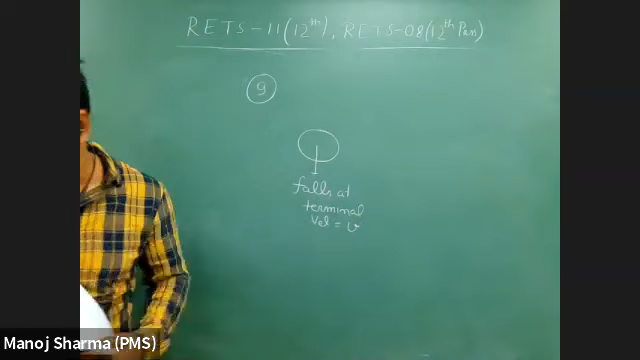 RETS-11(12th), RETS-08(12th Pass)
9
falls at
terminal
Vel = v
Manoj Sharma (PMS)